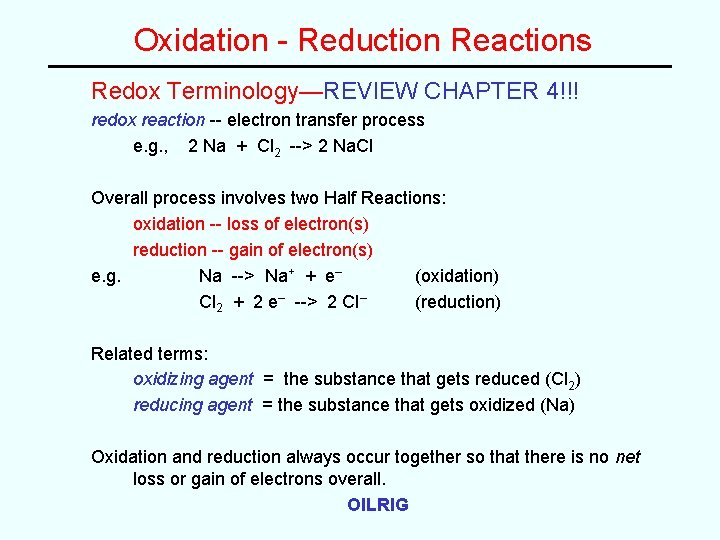 Oxidation - Reduction Reactions
Redox Terminology—REVIEW CHAPTER 4!!!
redox reaction -- electron transfer process
e. g. , 2 Na + Cl2 --> 2 Na. Cl
Overall process involves two Half Reactions:
oxidation -- loss of electron(s)
reduction -- gain of electron(s)
e. g. Na --> Na⁺ + e⁻ (oxidation)
Cl₂ + 2 e⁻ --> 2 Cl⁻ (reduction)
Related terms:
oxidizing agent = the substance that gets reduced (Cl₂)
reducing agent = the substance that gets oxidized (Na)
Oxidation and reduction always occur together so that there is no net
loss or gain of electrons overall.
OILRIG